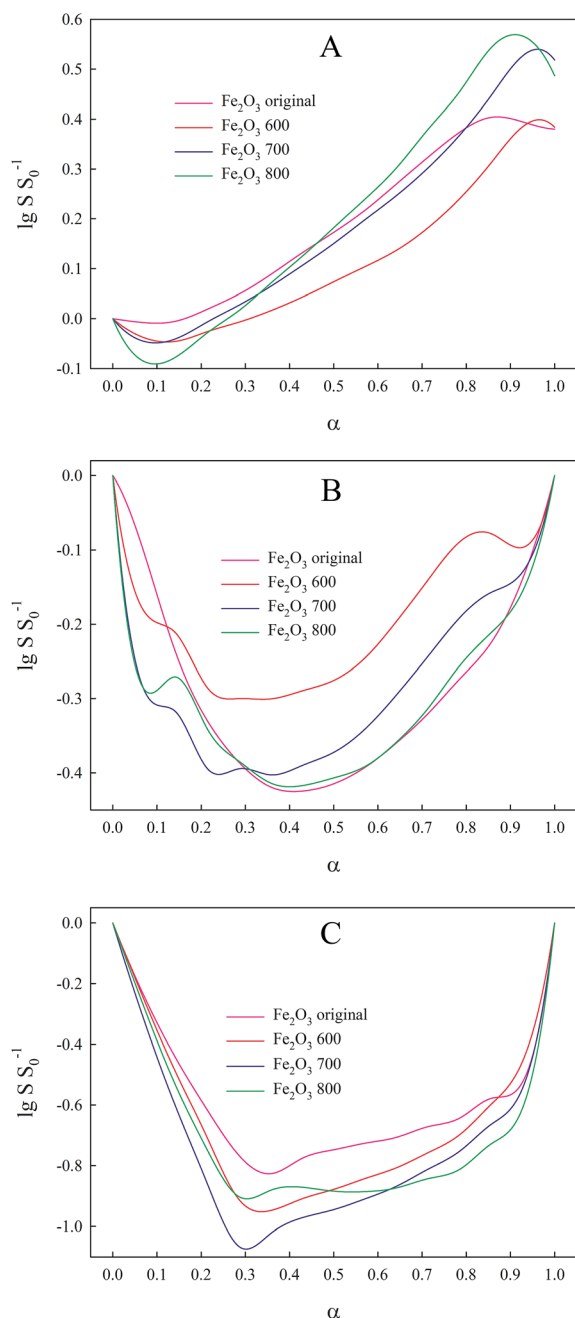 A
Fe₂O₃ original
Fe₂O₃ 600
Fe₂O₃ 700
Fe₂O₃ 800
lg S S₀⁻¹
0.6
0.5
0.4
0.3
0.2
0.1
0.0
-0.1
0.0 0.1 0.2 0.3 0.4 0.5 0.6 0.7 0.8 0.9 1.0
α
B
Fe₂O₃ original
Fe₂O₃ 600
Fe₂O₃ 700
Fe₂O₃ 800
lg S S₀⁻¹
0.0
-0.1
-0.2
-0.3
-0.4
0.0 0.1 0.2 0.3 0.4 0.5 0.6 0.7 0.8 0.9 1.0
α
C
Fe₂O₃ original
Fe₂O₃ 600
Fe₂O₃ 700
Fe₂O₃ 800
lg S S₀⁻¹
0.0
-0.2
-0.4
-0.6
-0.8
-1.0
0.0 0.1 0.2 0.3 0.4 0.5 0.6 0.7 0.8 0.9 1.0
α